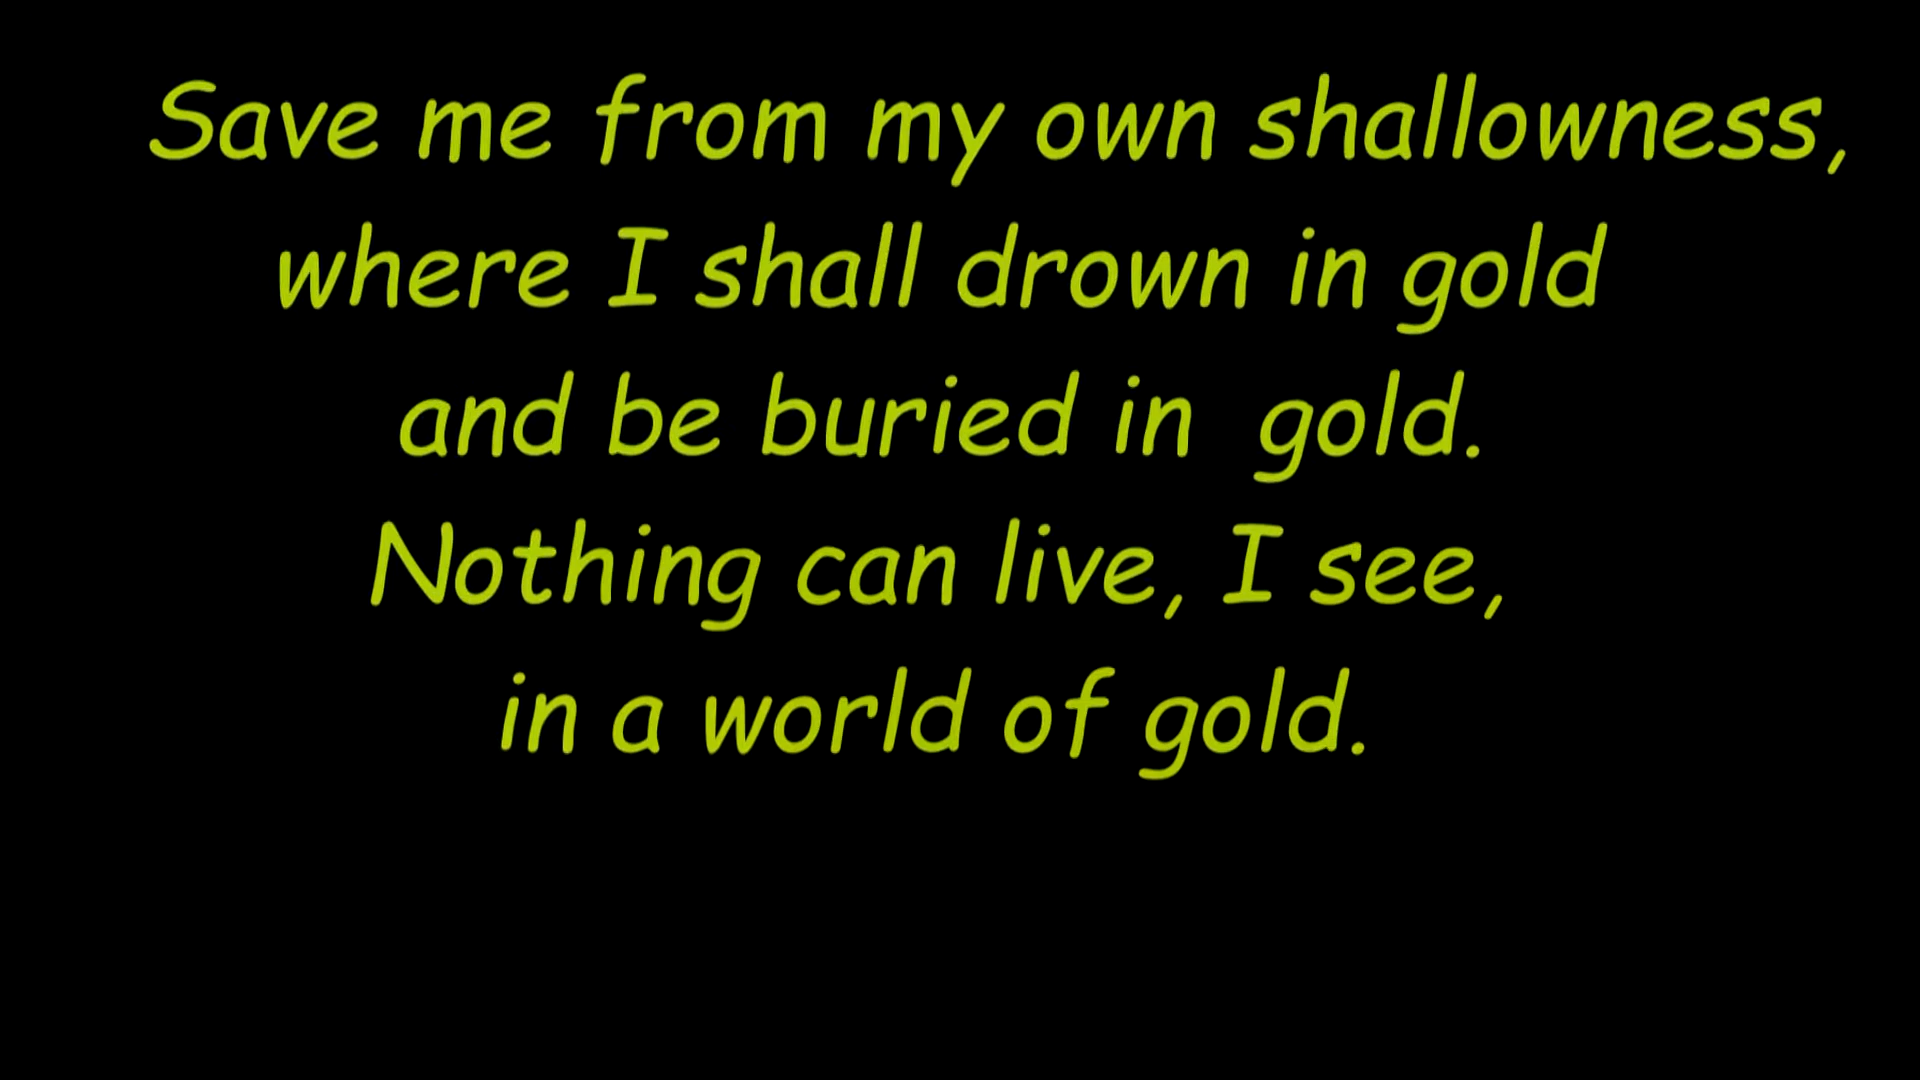 Save me from my own shallowness,
where I shall drown in gold
and be buried in  gold.
Nothing can live, I see,
in a world of gold.